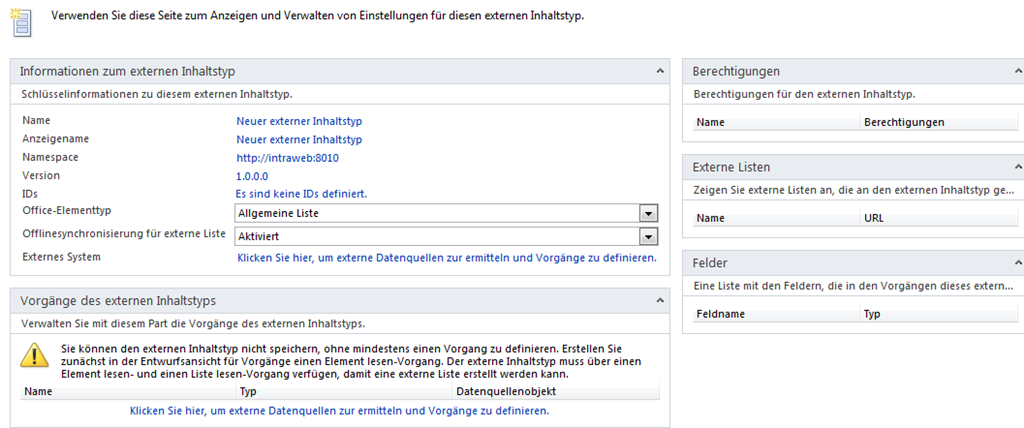 Verwenden Sie diese Seite zum Anzeigen und Verwalten von Einstellungen für diesen externen Inhaltstyp.
Informationen zum externen Inhaltstyp
Schlüsselinformationen zu diesem externen Inhaltstyp.
Name Neuer externer Inhaltstyp
Anzeigename Neuer externer Inhaltstyp
Namespace http://intraweb:8010
Version 1.0.0.0
IDs Es sind keine IDs definiert.
Office-Elementtyp Allgemeine Liste
Offlinesynchronisierung für externe Liste Aktiviert
Externes System Klicken Sie hier, um externe Datenquellen zur ermitteln und Vorgänge zu definieren.
Vorgänge des externen Inhaltstyps
Verwalten Sie mit diesem Part die Vorgänge des externen Inhaltstyps.
Sie können den externen Inhaltstyp nicht speichern, ohne mindestens einen Vorgang zu definieren. Erstellen Sie
zunächst in der Entwurfsansicht für Vorgänge einen Element lesen-Vorgang. Der externe Inhaltstyp muss über einen
Element lesen- und einen Liste lesen-Vorgang verfügen, damit eine externe Liste erstellt werden kann.
Name Typ Datenquellenobjekt
Klicken Sie hier, um externe Datenquellen zur ermitteln und Vorgänge zu definieren.
Berechtigungen
Berechtigungen für den externen Inhaltstyp.
Name Berechtigungen
Externe Listen
Zeigen Sie externe Listen an, die an den externen Inhaltstyp ge...
Name URL
Felder
Eine Liste mit den Feldern, die in den Vorgängen dieses extern...
Feldname Typ